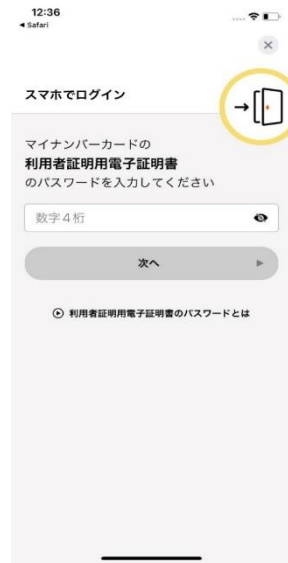 12:36
◀ Safari
スマホでログイン
マイナンバーカードの
利用者証明用電子証明書
のパスワードを入力してください
数字4桁
次へ
利用者証明用電子証明書のパスワードとは